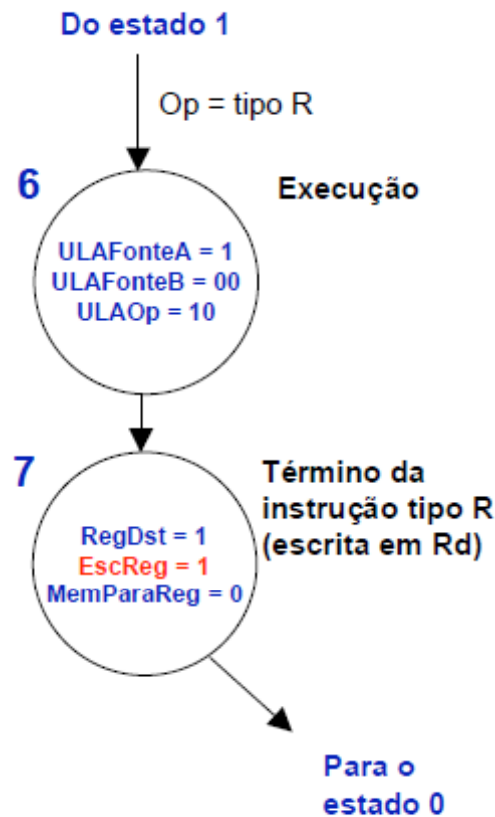 Do estado 1
Op = tipo R
6
Execução
ULAFonteA = 1
ULAFonteB = 00
ULAOp = 10
7
Término da
instrução tipo R
(escrita em Rd)
RegDst = 1
EscReg = 1
MemParaReg = 0
Para o
estado 0